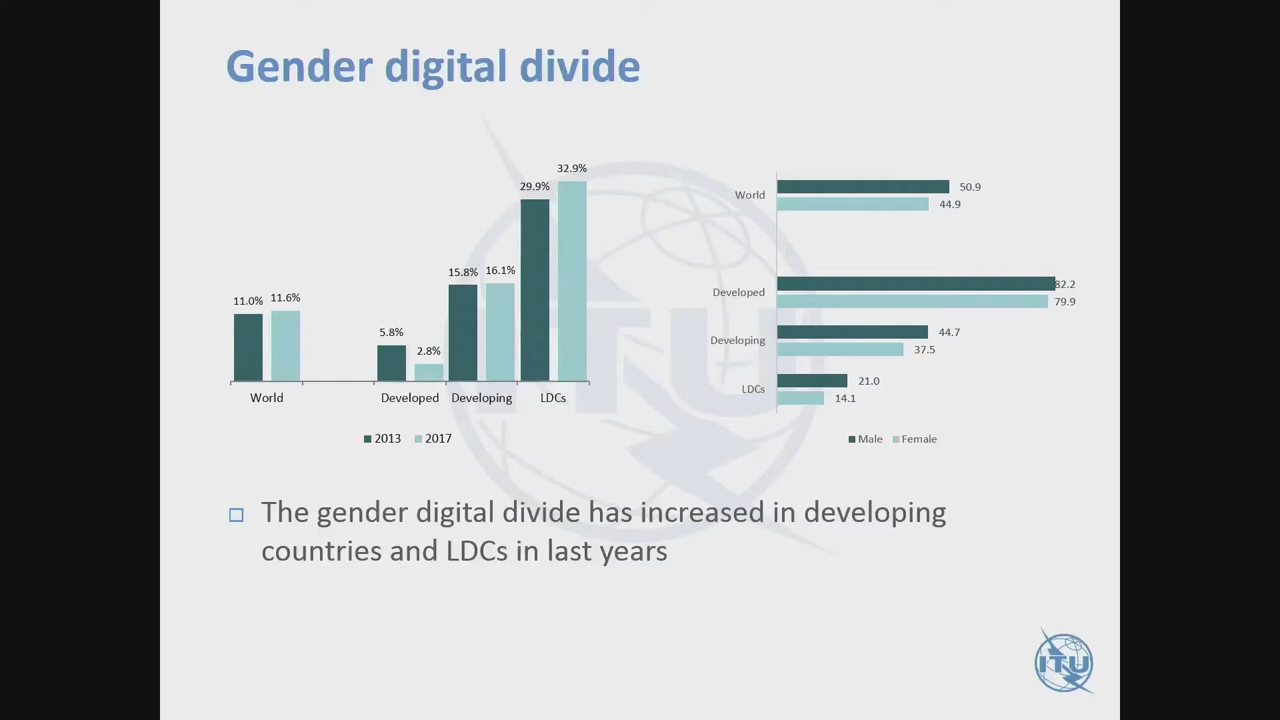 Gender digital divide
32.9%
29.9%
15.8% 16.1%
11.0% 11.6%
5.8%
2.8%
World Developed Developing LDCs
2013 2017
World
50.9
44.9
Developed
82.2
79.9
Developing
44.7
37.5
LDCs
21.0
14.1
Male Female
The gender digital divide has increased in developing
countries and LDCs in last years
ITU
ITU